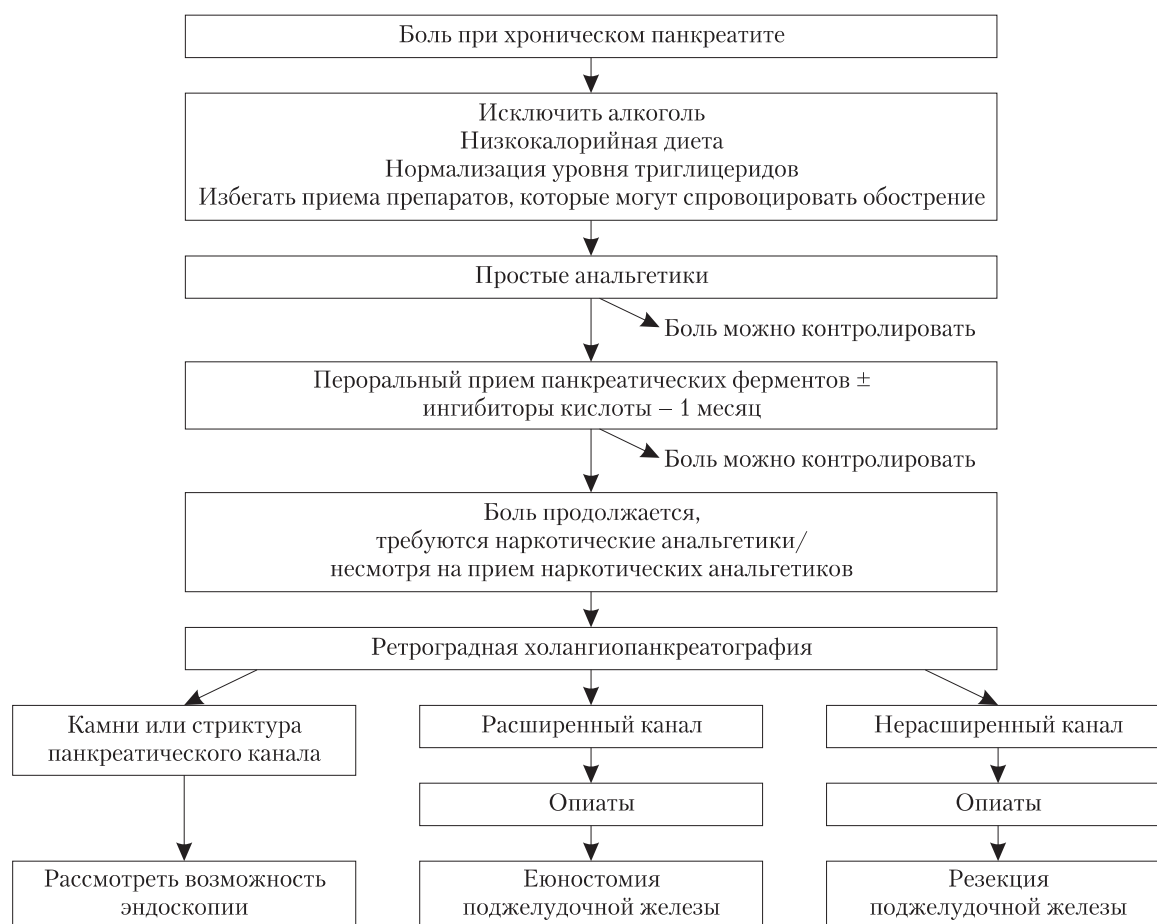 Боль при хроническом панкреатите
Исключить алкоголь
Низкокалорийная диета
Нормализация уровня триглицеридов
Избегать приема препаратов, которые могут спровоцировать обострение
Простые анальгетики
Боль можно контролировать
Пероральный прием панкреатических ферментов ±
ингибиторы кислоты – 1 месяц
Боль можно контролировать
Боль продолжается,
требуются наркотические анальгетики/
несмотря на прием наркотических анальгетиков
Ретроградная холангиопанкреатография
Камни или стриктура
панкреатического канала
Расширенный канал
Нерасширенный канал
Опиаты
Опиаты
Рассмотреть возможность
эндоскопии
Еюностомия
поджелудочной железы
Резекция
поджелудочной железы